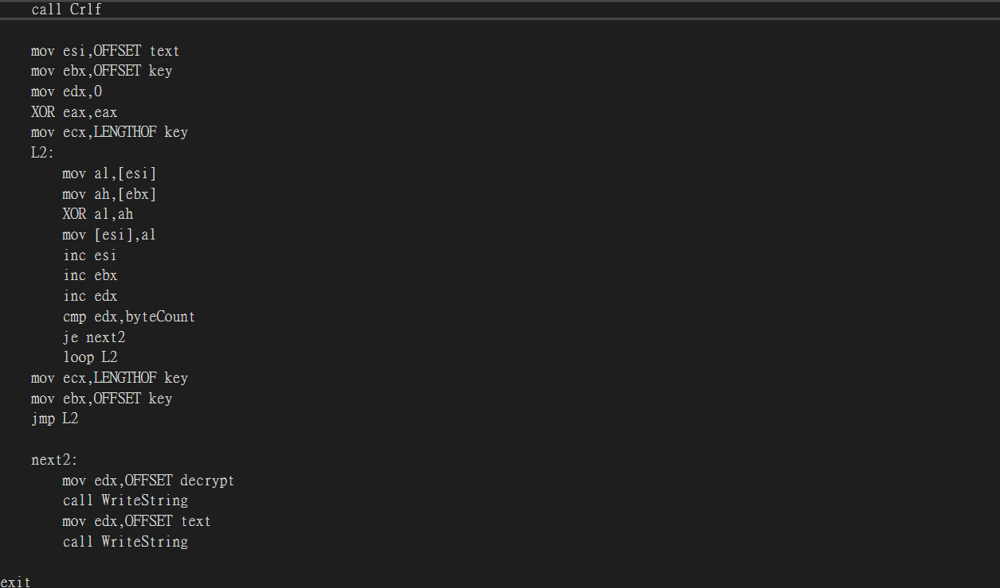 call Crlf
mov esi,OFFSET text
mov ebx,OFFSET key
mov edx,0
XOR eax,eax
mov ecx,LENGTHOF key
L2:
mov al,[esi]
mov ah,[ebx]
XOR al,ah
mov [esi],al
inc esi
inc ebx
inc edx
cmp edx,byteCount
je next2
loop L2
mov ecx,LENGTHOF key
mov ebx,OFFSET key
jmp L2
next2:
mov edx,OFFSET decrypt
call WriteString
mov edx,OFFSET text
call WriteString
exit